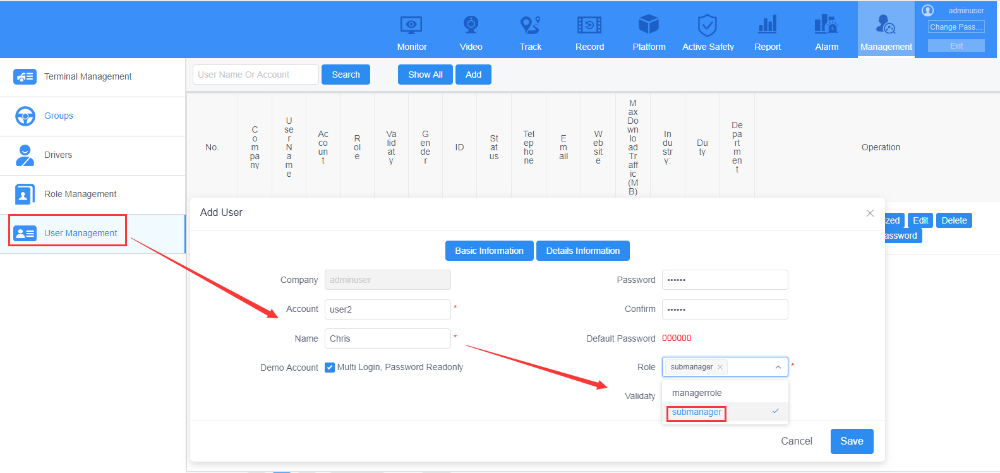 adminuser
Change Pass...
Exit
Monitor
Video
Track
Record
Platform
Active Safety
Report
Alarm
Management
Terminal Management
Groups
Drivers
Role Management
User Management
User Name Or Account
Search
Show All
Add
No.
Company
User Name
Account
Role
Validaty
Gender
ID
Status
Telephone
Email
Website
Max Download Traffic (MB)
Industry:
Duty
Department
Operation
zed
Edit
Delete
assword
Add User
Basic Information
Details Information
Company
adminuser
Password
••••••
Account
user2
*
Confirm
••••••
Name
Chris
*
Default Password
000000
Demo Account
Multi Login, Password Readonly
Role
submanager
*
Validaty
managerrole
submanager
Cancel
Save